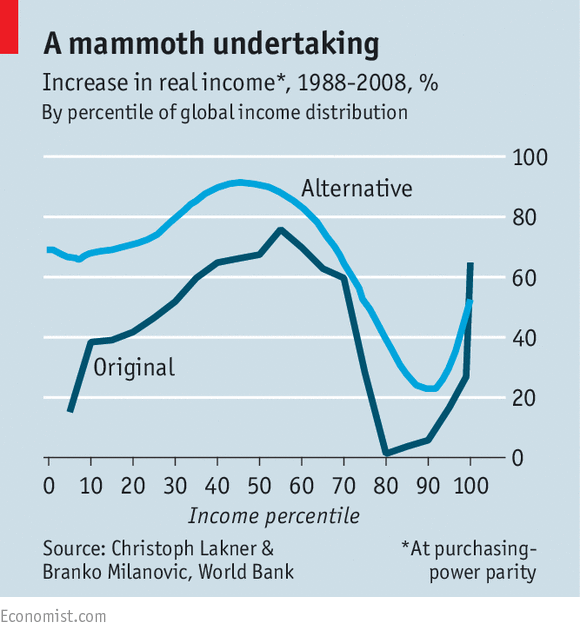 A mammoth undertaking
Increase in real income*, 1988-2008, %
By percentile of global income distribution
100
Alternative
80
60
40
Original
20
0
0 10 20 30 40 50 60 70 80 90 100
Income percentile
Source: Christoph Lakner &
Branko Milanovic, World Bank
*At purchasing-
power parity
Economist.com